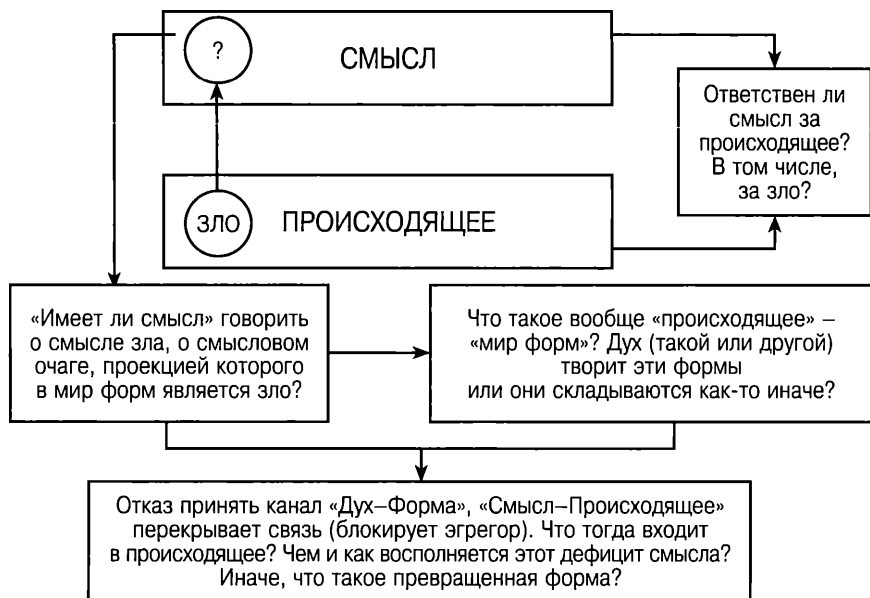 ?
СМЫСЛ
Ответствен ли
смысл за
происходящее?
В том числе,
за зло?
ЗЛО
ПРОИСХОДЯЩЕЕ
«Имеет ли смысл» говорить
о смысле зла, о смысловом
очаге, проекцией которого
в мир форм является зло?
Что такое вообще «происходящее» –
«мир форм»? Дух (такой или другой)
творит эти формы
или они складываются как-то иначе?
Отказ принять канал «Дух–Форма», «Смысл–Происходящее»
перекрывает связь (блокирует эгрегор). Что тогда входит
в происходящее? Чем и как восполняется этот дефицит смысла?
Иначе, что такое превращенная форма?